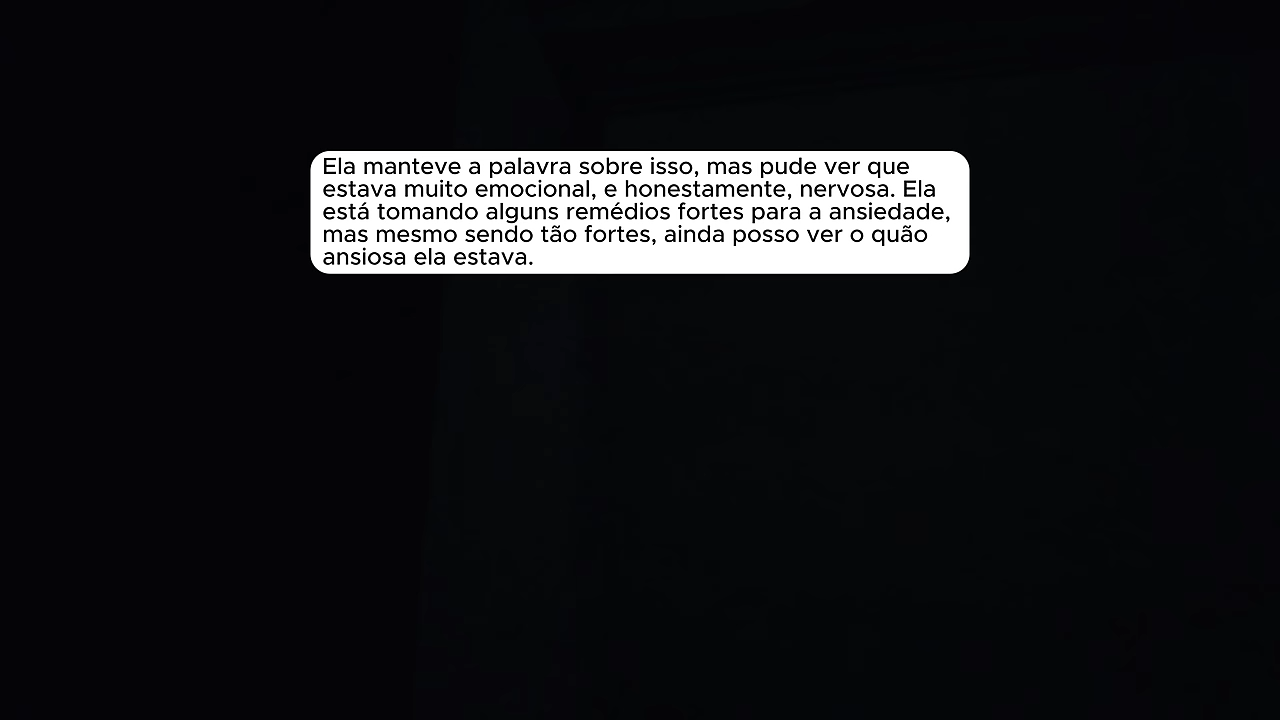 Ela manteve a palavra sobre isso, mas pude ver que
estava muito emocional, e honestamente, nervosa. Ela
está tomando alguns remédios fortes para a ansiedade,
mas mesmo sendo tão fortes, ainda posso ver o quão
ansiosa ela estava.